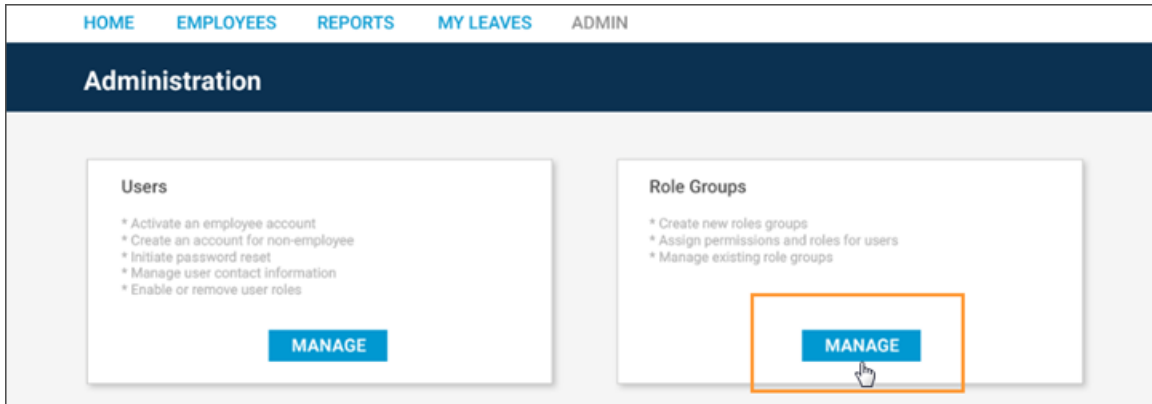 HOME EMPLOYEES REPORTS MY LEAVES ADMIN
Administration
Users
* Activate an employee account
* Create an account for non-employee
* Initiate password reset
* Manage user contact information
* Enable or remove user roles
MANAGE
Role Groups
* Create new roles groups
* Assign permissions and roles for users
* Manage existing role groups
MANAGE